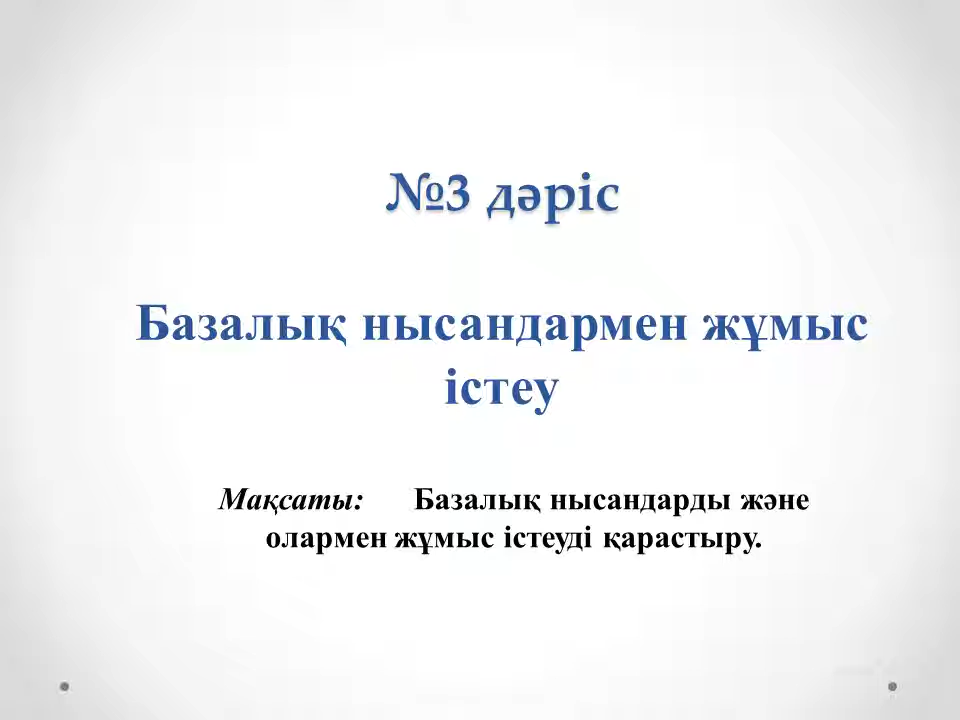 №3 дәріс
Базалық нысандармен жұмыс
істеу
Мақсаты: Базалық нысандарды және
олармен жұмыс істеуді қарастыру.